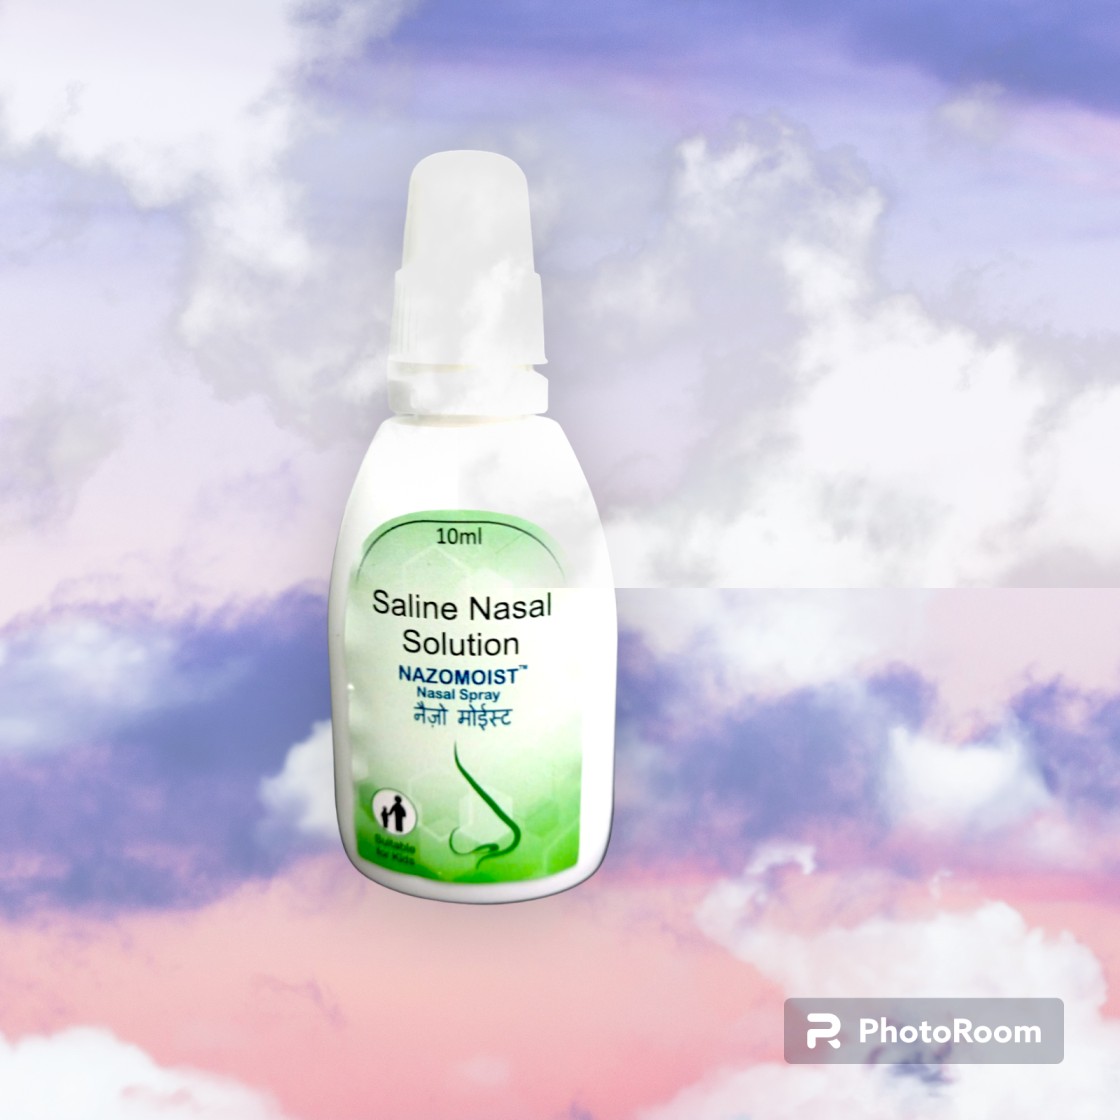 10ml
Saline Nasal
Solution
NAZOMOIST™
Nasal Spray
नैज़ो मोईस्ट
Suitable
for Kids
PhotoRoom